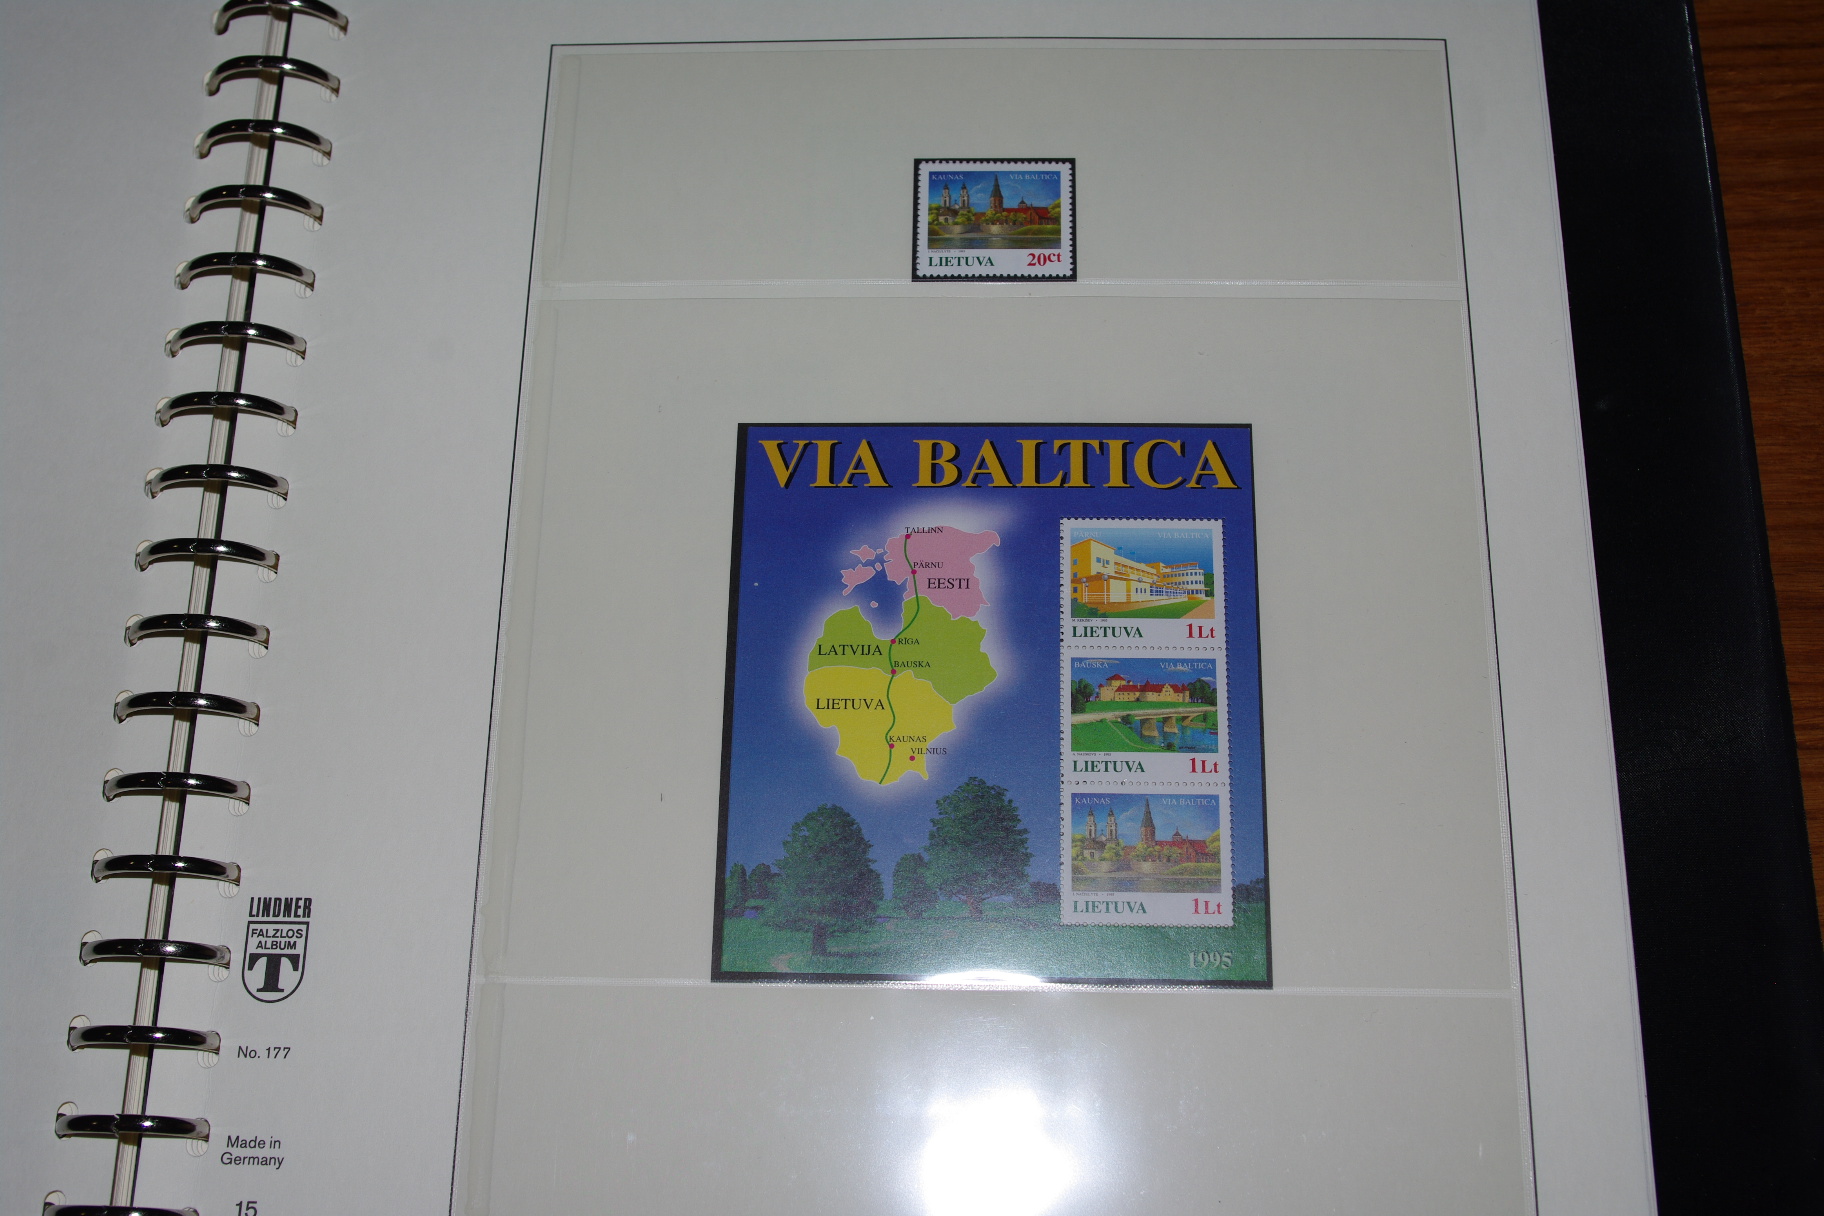 KAUNAS VIA BALTICA
LIETUVA 20ct
VIA BALTICA
TALLINN
PÄRNU
EESTI
RĪGA
LATVIJA
BAUSKA
LIETUVA
KAUNAS
VILNIUS
PÄRNU VIA BALTICA
LIETUVA 1Lt
BAUSKA VIA BALTICA
LIETUVA 1Lt
KAUNAS VIA BALTICA
LIETUVA 1Lt
1995
LINDNER
FALZLOS
ALBUM
T
No. 177
Made in
Germany
15